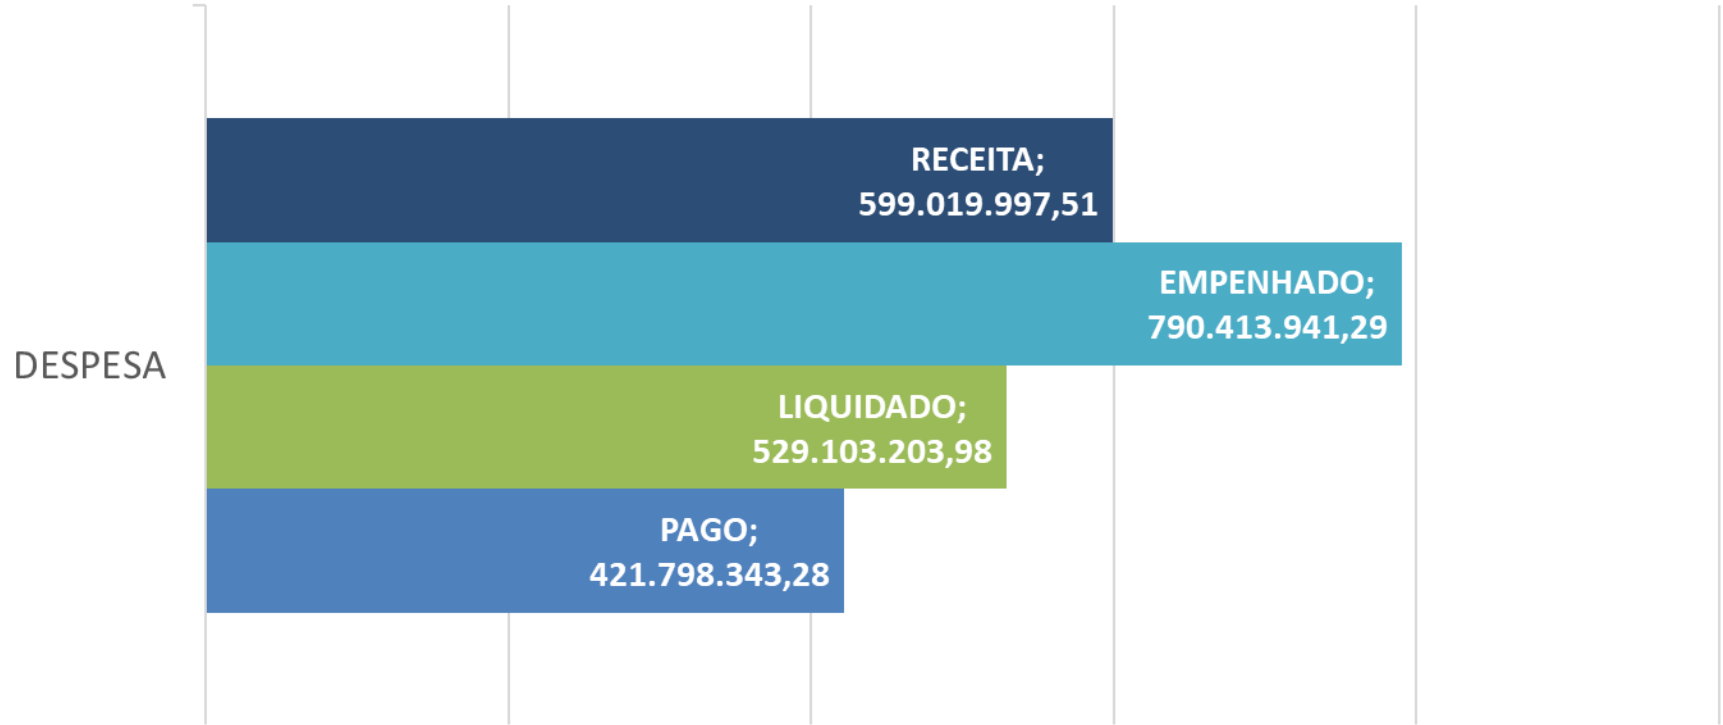 RECEITA;
599.019.997,51
EMPENHADO;
790.413.941,29
DESPESA
LIQUIDADO;
529.103.203,98
PAGO;
421.798.343,28